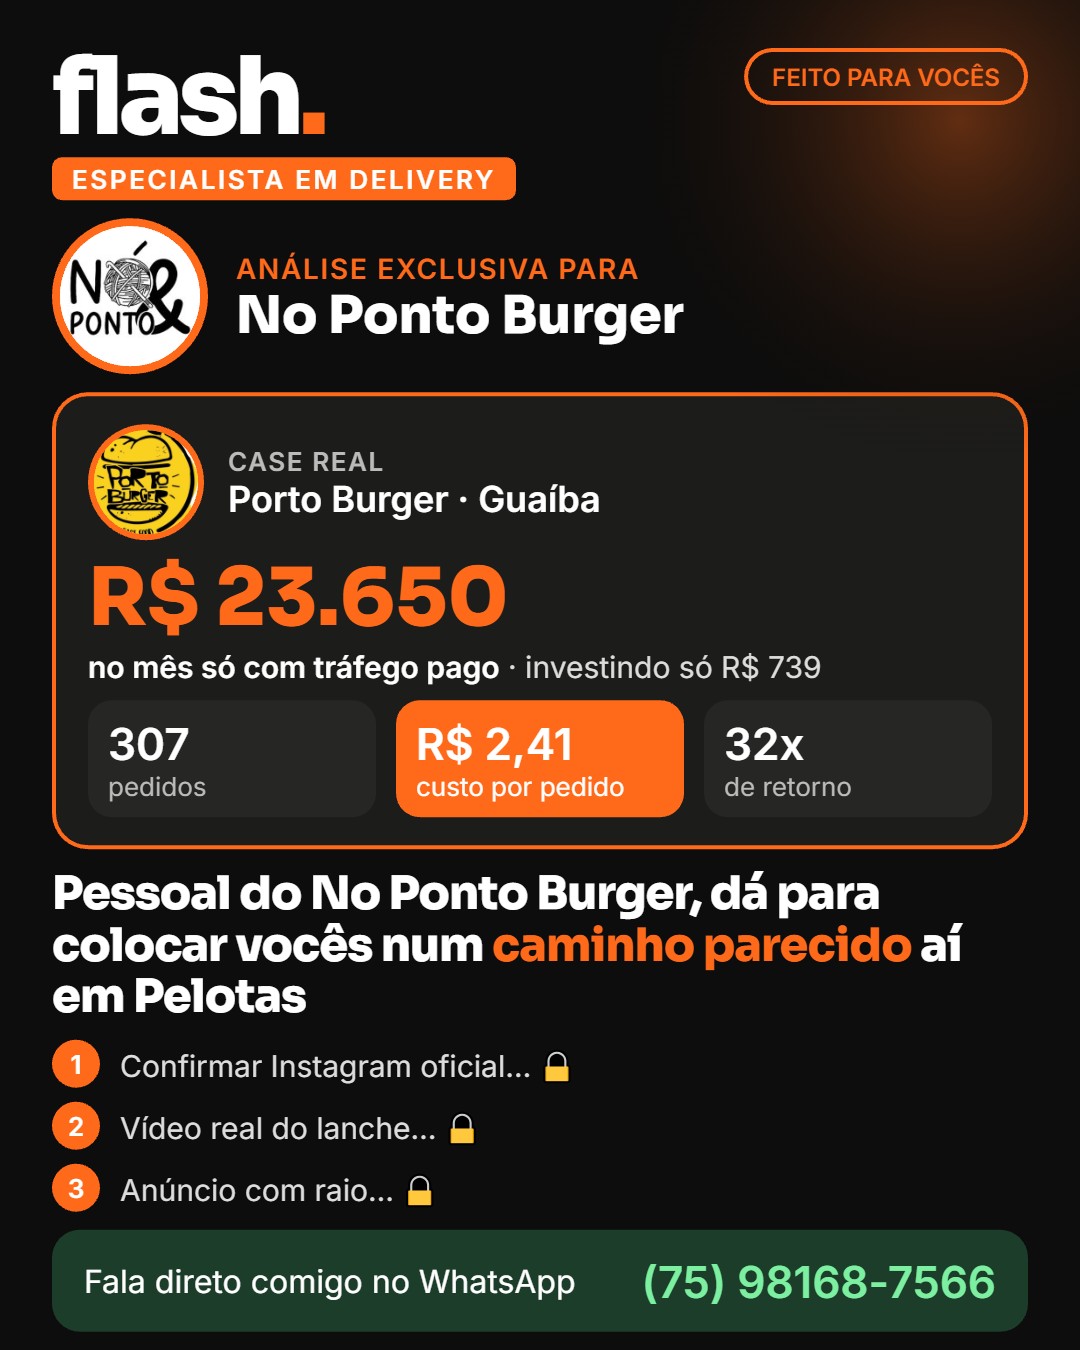 flash.
FEITO PARA VOCÊS
ESPECIALISTA EM DELIVERY
NÓ&
PONTO
ANÁLISE EXCLUSIVA PARA
No Ponto Burger
PORTO
BURGER
CASE REAL
Porto Burger · Guaíba
R$ 23.650
no mês só com tráfego pago · investindo só R$ 739
307
pedidos
R$ 2,41
custo por pedido
32x
de retorno
Pessoal do No Ponto Burger, dá para
colocar vocês num caminho parecido aí
em Pelotas
1 Confirmar Instagram oficial... 🔒
2 Vídeo real do lanche... 🔒
3 Anúncio com raio... 🔒
Fala direto comigo no WhatsApp (75) 98168-7566